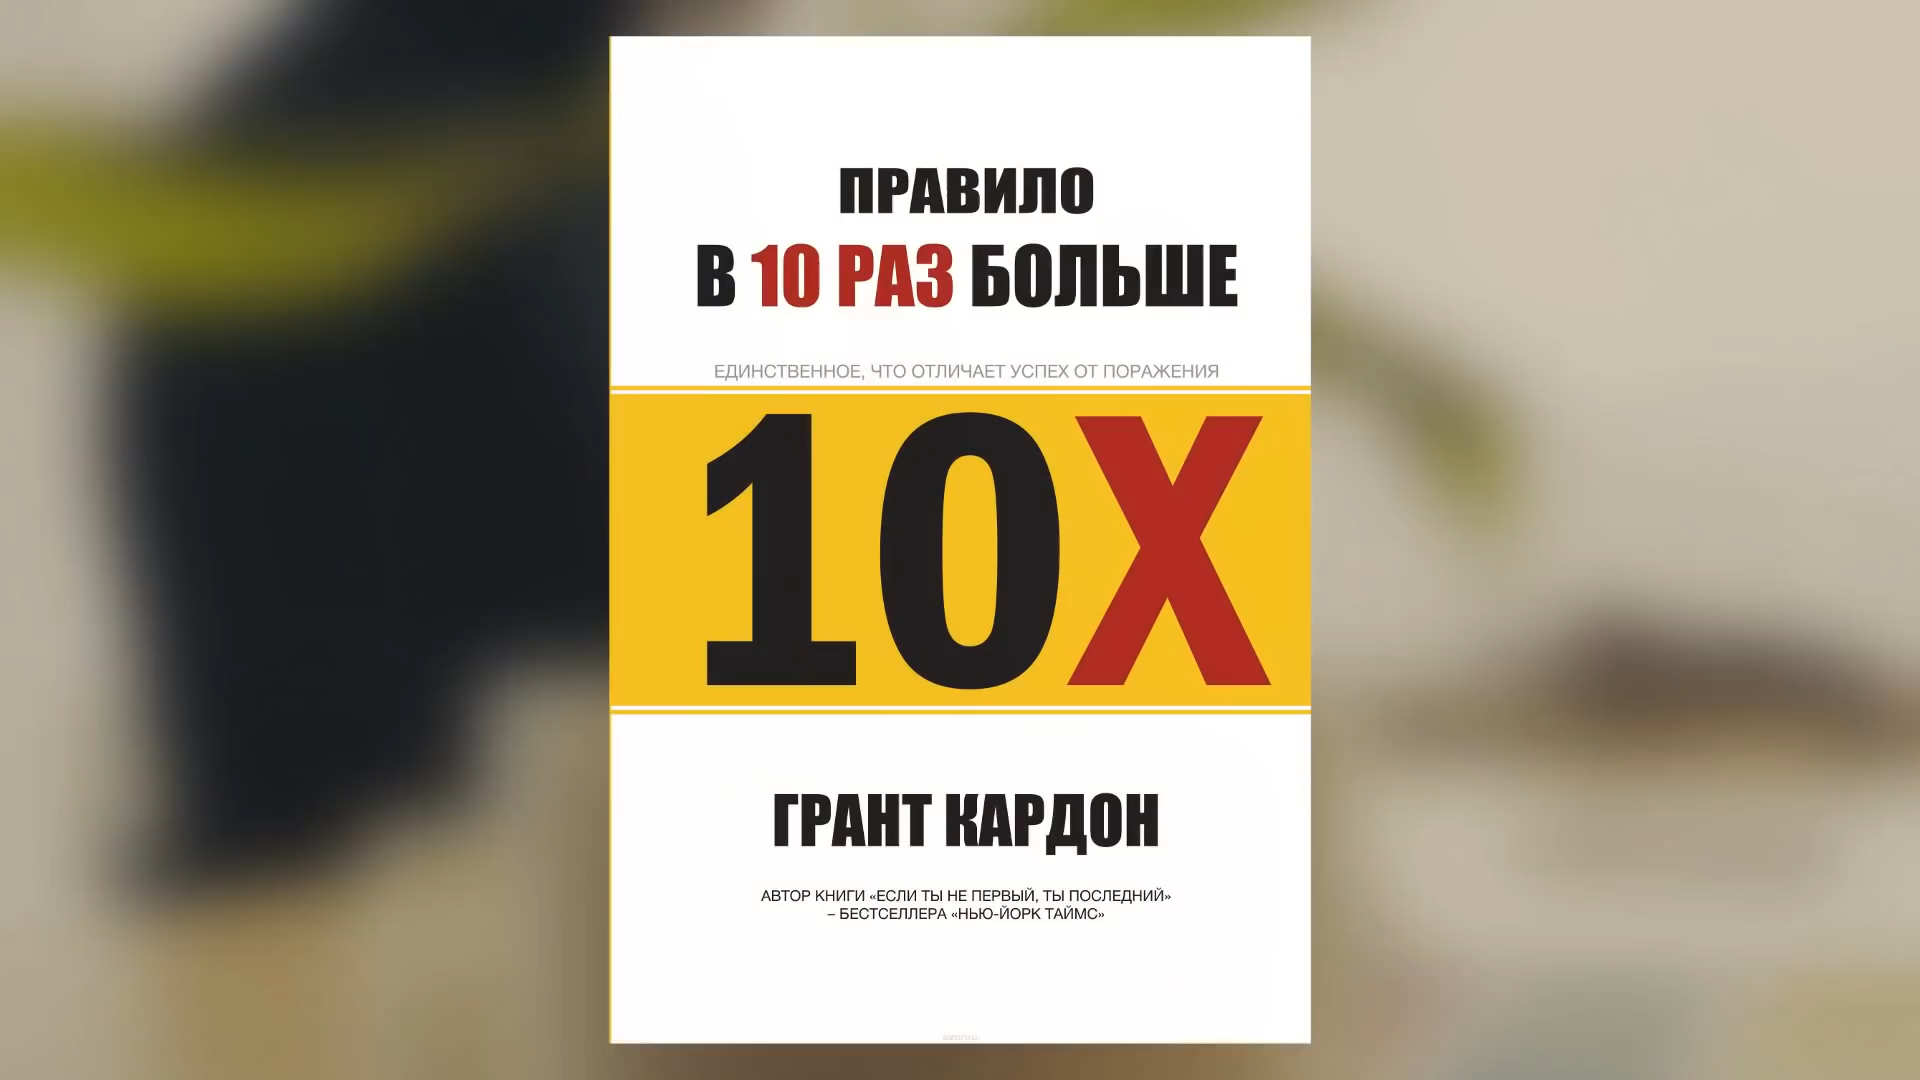 ПРАВИЛО
В 10 РАЗ БОЛЬШЕ
ЕДИНСТВЕННОЕ, ЧТО ОТЛИЧАЕТ УСПЕХ ОТ ПОРАЖЕНИЯ
10X
ГРАНТ КАРДОН
АВТОР КНИГИ «ЕСЛИ ТЫ НЕ ПЕРВЫЙ, ТЫ ПОСЛЕДНИЙ»
– БЕСТСЕЛЛЕРА «НЬЮ-ЙОРК ТАЙМС»